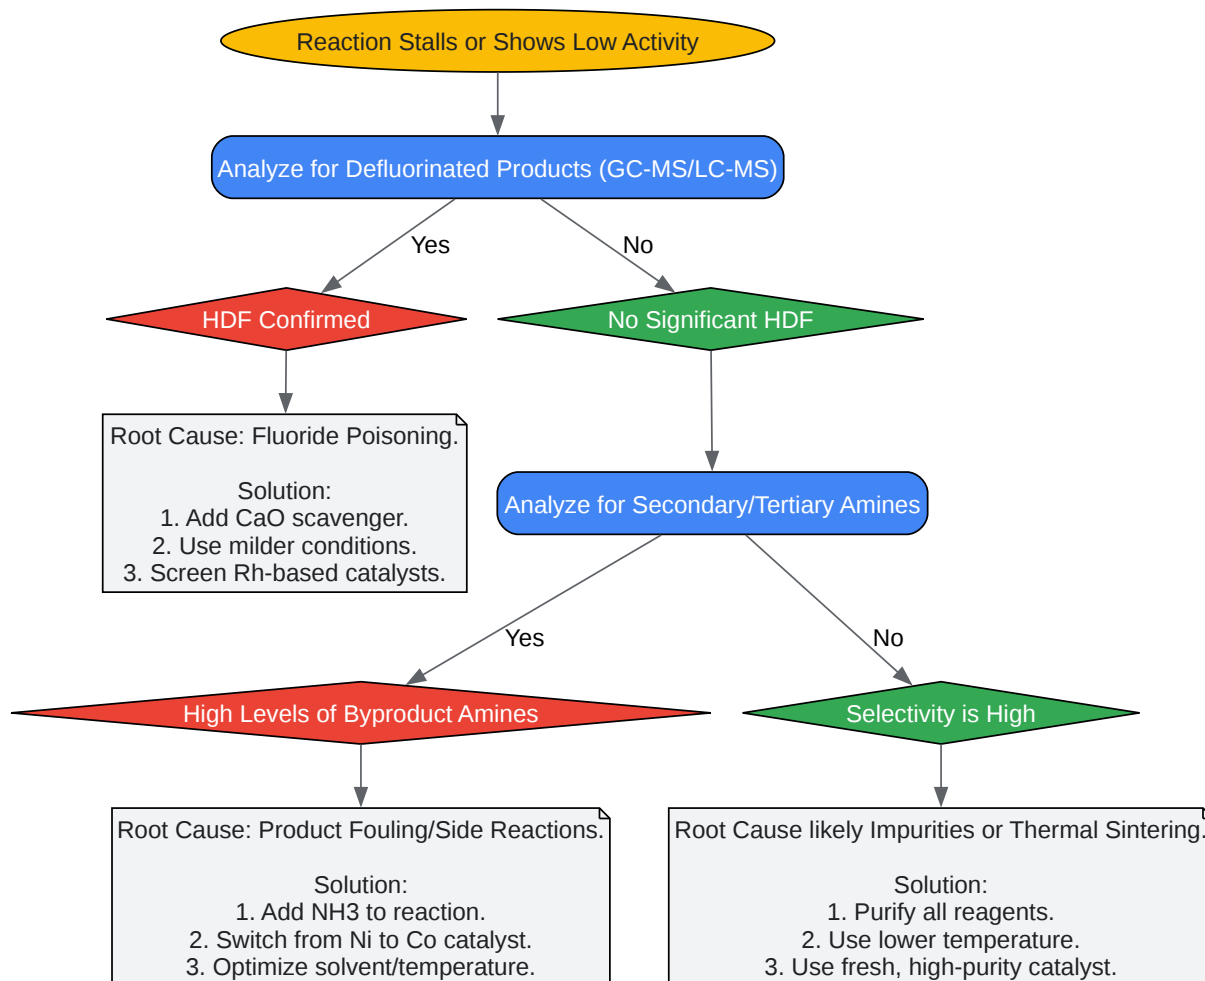 Reaction Stalls or Shows Low Activity
Analyze for Defluorinated Products (GC-MS/LC-MS)
Yes
No
HDF Confirmed
No Significant HDF
Root Cause: Fluoride Poisoning.
Solution:
1. Add CaO scavenger.
2. Use milder conditions.
3. Screen Rh-based catalysts.
Analyze for Secondary/Tertiary Amines
Yes
No
High Levels of Byproduct Amines
Selectivity is High
Root Cause: Product Fouling/Side Reactions.
Solution:
1. Add NH3 to reaction.
2. Switch from Ni to Co catalyst.
3. Optimize solvent/temperature.
Root Cause likely Impurities or Thermal Sintering.
Solution:
1. Purify all reagents.
2. Use lower temperature.
3. Use fresh, high-purity catalyst.